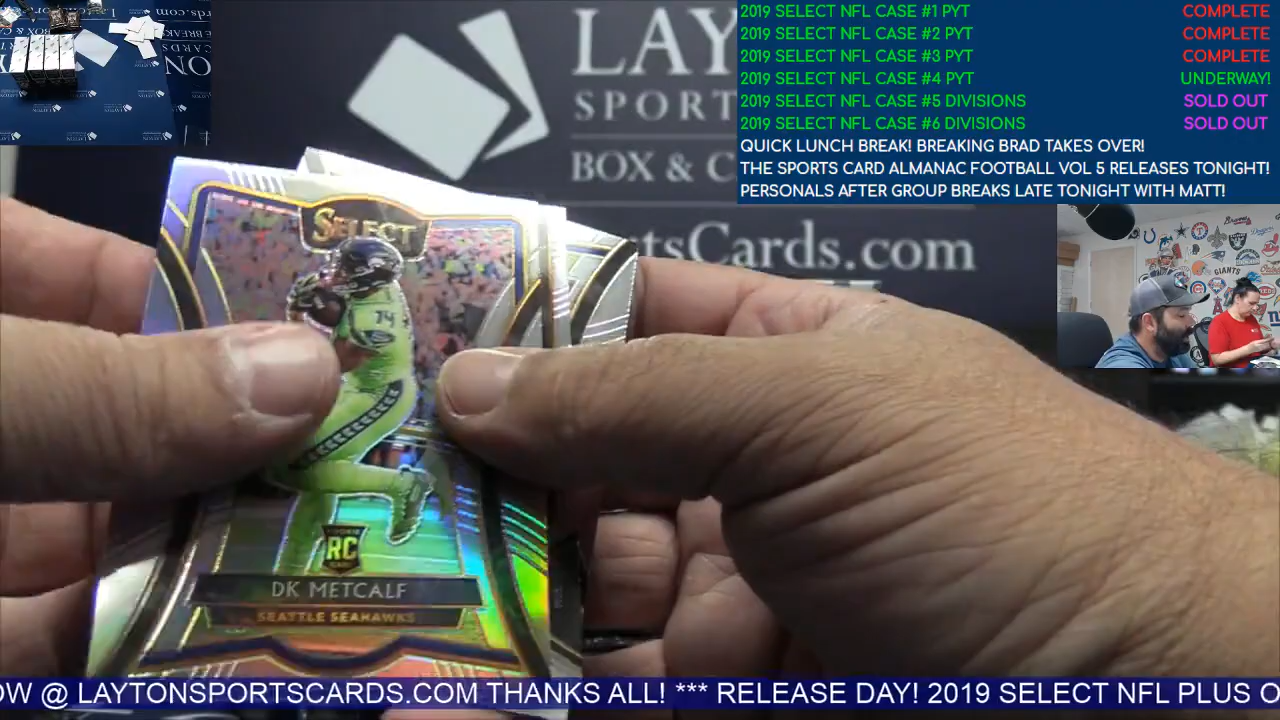 2019 SELECT NFL CASE #1 PYT COMPLETE
2019 SELECT NFL CASE #2 PYT COMPLETE
2019 SELECT NFL CASE #3 PYT COMPLETE
2019 SELECT NFL CASE #4 PYT UNDERWAY!
2019 SELECT NFL CASE #5 DIVISIONS SOLD OUT
2019 SELECT NFL CASE #6 DIVISIONS SOLD OUT
QUICK LUNCH BREAK! BREAKING BRAD TAKES OVER!
THE SPORTS CARD ALMANAC FOOTBALL VOL 5 RELEASES TONIGHT!
PERSONALS AFTER GROUP BREAKS LATE TONIGHT WITH MATT!
LAY
SPORT
BOX & C
rtsCards.com
SELECT
14
ROOKIE
RC
DK METCALF
SEATTLE SEAHAWKS
GIANTS
OW @ LAYTONSPORTSCARDS.COM THANKS ALL! *** RELEASE DAY! 2019 SELECT NFL PLUS O